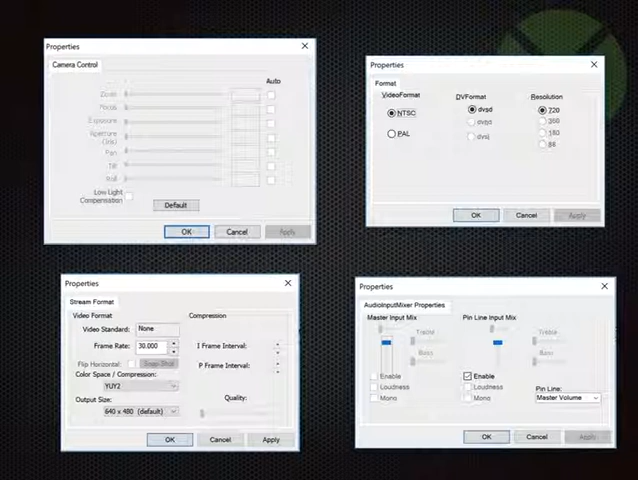 Properties
Camera Control
Auto
Zoom
Focus
Exposure
Aperture
(Iris)
Pan
Tilt
Roll
Low Light
Compensation
Default
OK Cancel Apply
Properties
Format
VideoFormat DVFormat Resolution
NTSC dvsd 720
dvhd 360
PAL dvsl 180
88
OK Cancel Apply
Properties
Stream Format
Video Format Compression
Video Standard: None
Frame Rate: 30.000 I Frame Interval:
Flip Horizontal: Snap-Shot P Frame Interval:
Color Space / Compression:
YUY2
Output Size: Quality:
640 x 480 (default)
OK Cancel Apply
Properties
AudioInputMixer Properties
Master Input Mix Pin Line Input Mix
Treble Treble
Bass Bass
Enable Enable
Loudness Loudness Pin Line:
Mono Mono Master Volume
OK Cancel Apply